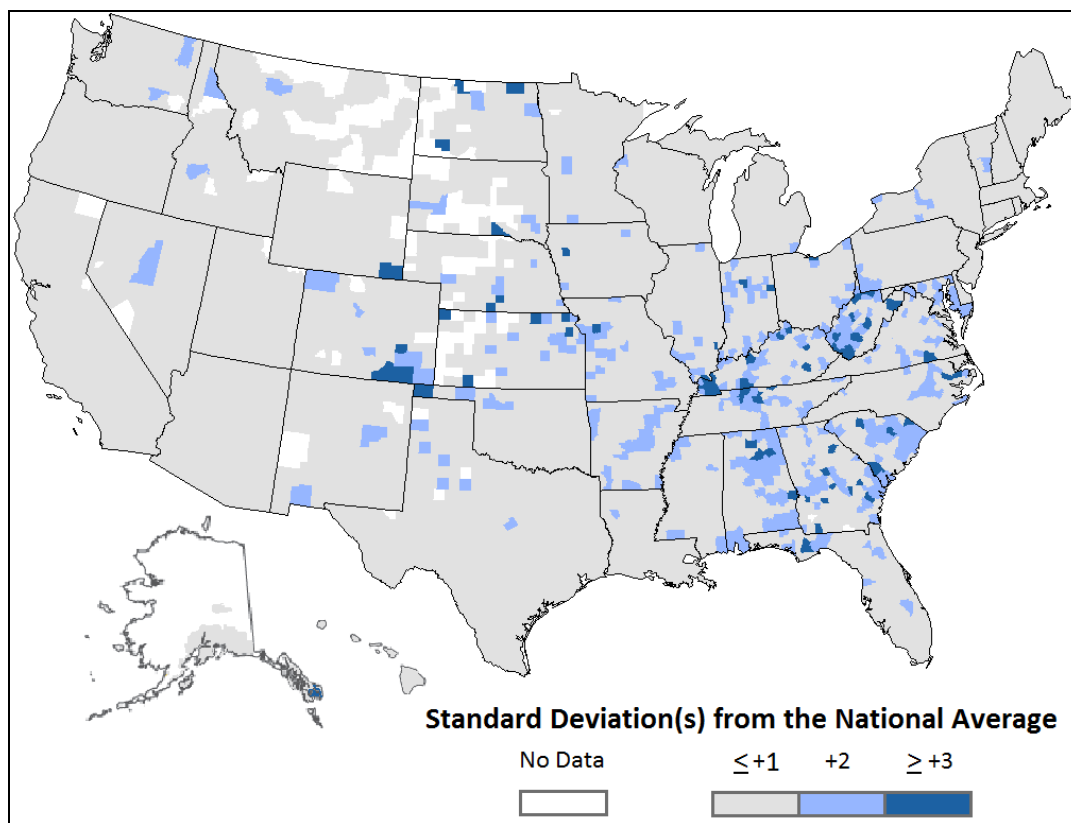 Standard Deviation(s) from the National Average
No Data
≤ +1 +2 ≥ +3